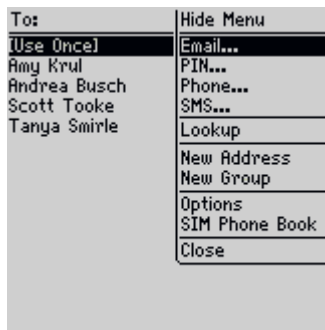 To:
[Use Once]
Amy Krul
Andrea Busch
Scott Tooke
Tanya Smirle
Hide Menu
Email...
PIN...
Phone...
SMS...
Lookup
New Address
New Group
Options
SIM Phone Book
Close